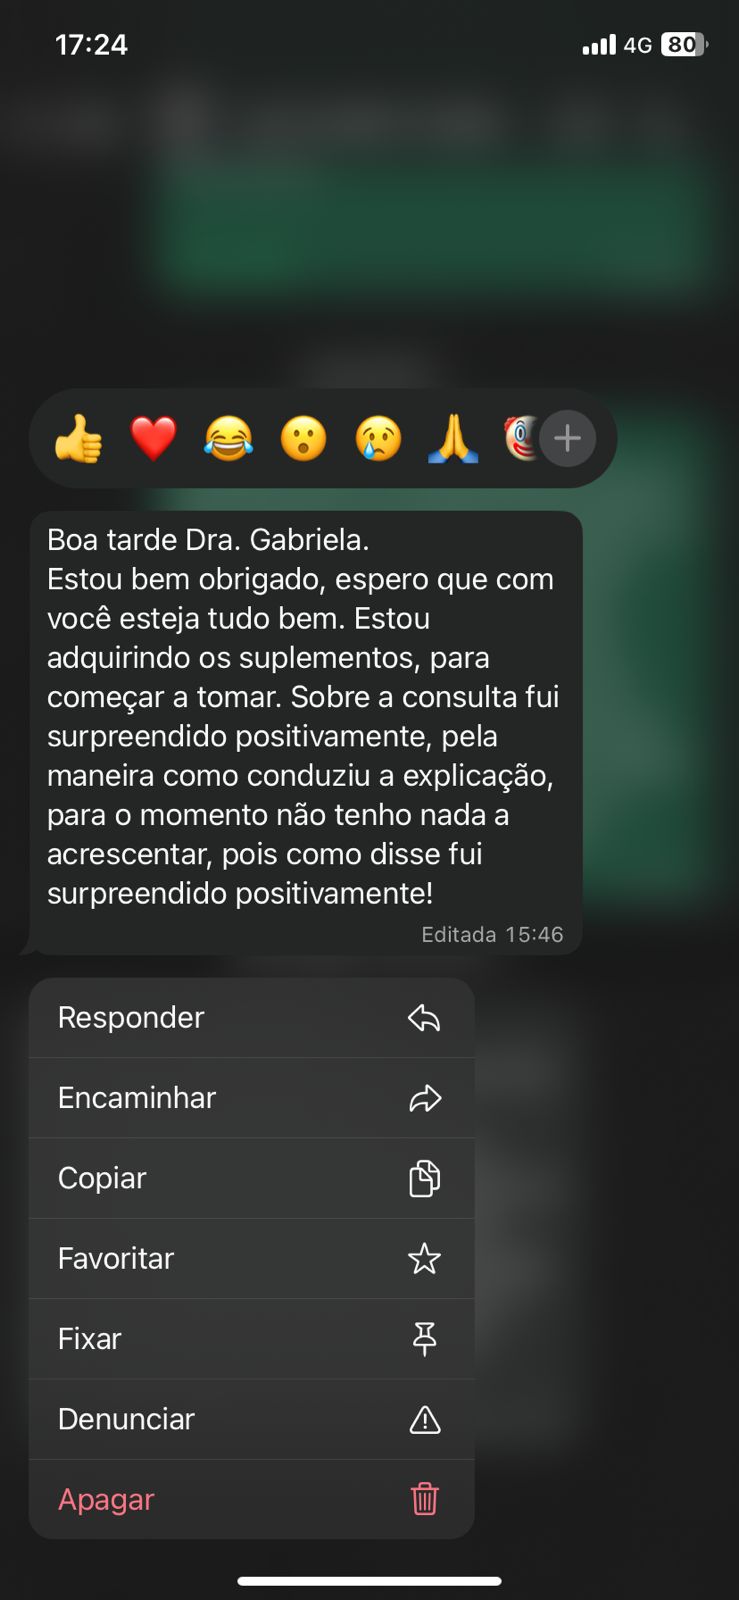 17:24
4G 80
Boa tarde Dra. Gabriela.
Estou bem obrigado, espero que com
você esteja tudo bem. Estou
adquirindo os suplementos, para
começar a tomar. Sobre a consulta fui
surpreendido positivamente, pela
maneira como conduziu a explicação,
para o momento não tenho nada a
acrescentar, pois como disse fui
surpreendido positivamente!
Editada 15:46
Responder
Encaminhar
Copiar
Favoritar
Fixar
Denunciar
Apagar